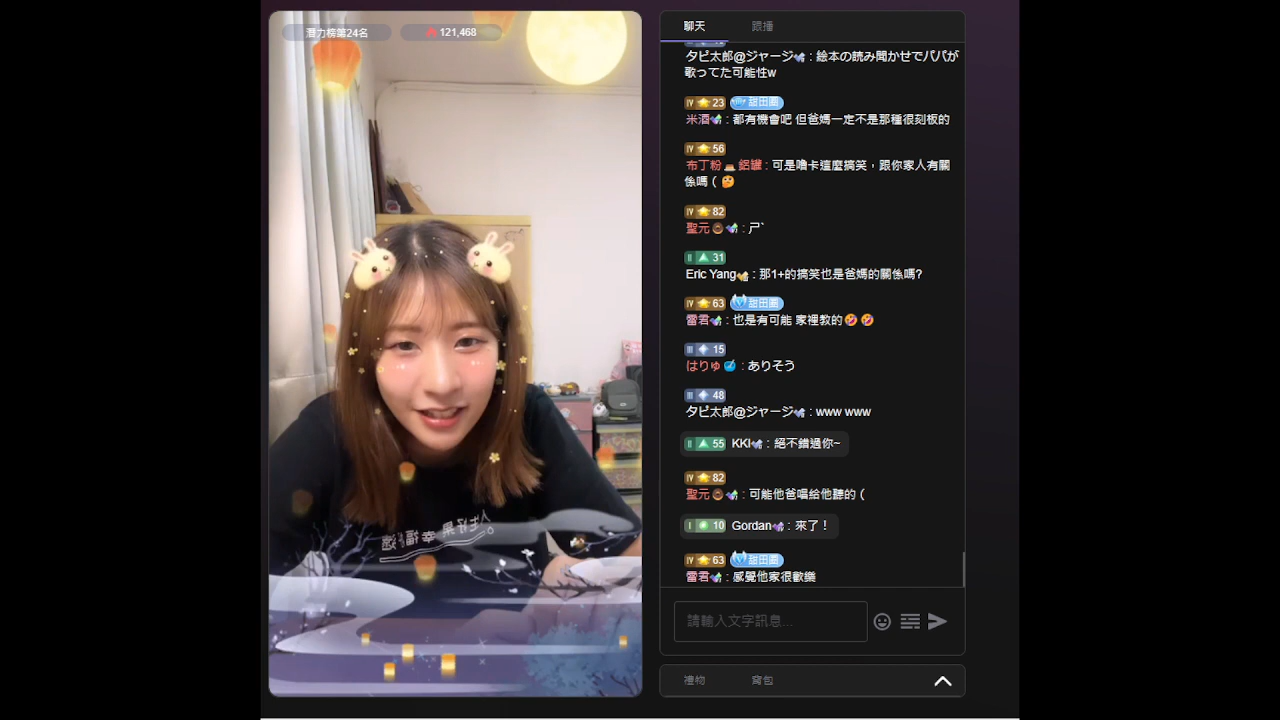 潛力榜第24名
121,468
聊天
跟播
タピ太郎@ジャージ : 絵本の読み聞かせでパパが
歌ってた可能性w
IV 23 甜田圈
米酒 : 都有機會吧 但爸媽一定不是那種很刻板的
IV 56
布丁粉 鋁罐 : 可是嚕卡這麼搞笑，跟你家人有關
係嗎 (
IV 82
聖元 : ㄕˋ
II 31
Eric Yang : 那1+的搞笑也是爸媽的關係嗎?
IV 63 甜田圈
雷君 : 也是有可能 家裡教的
III 15
はりゅ : ありそう
III 48
タピ太郎@ジャージ : www www
II 55 KKI : 絕不錯過你~
IV 82
聖元 : 可能他爸唱給他聽的 (
I 10 Gordan : 來了！
IV 63 甜田圈
雷君 : 感覺他家很歡樂
請輸入文字訊息...
禮物
背包